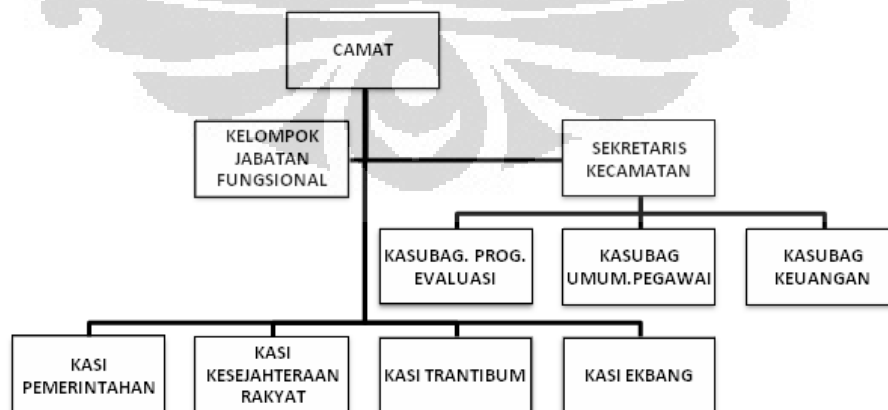 CAMAT
KELOMPOK
JABATAN
FUNGSIONAL
SEKRETARIS
KECAMATAN
KASUBAG. PROG.
EVALUASI
KASUBAG
UMUM.PEGAWAI
KASUBAG
KEUANGAN
KASI
PEMERINTAHAN
KASI
KESEJAHTERAAN
RAKYAT
KASI TRANTIBUM
KASI EKBANG